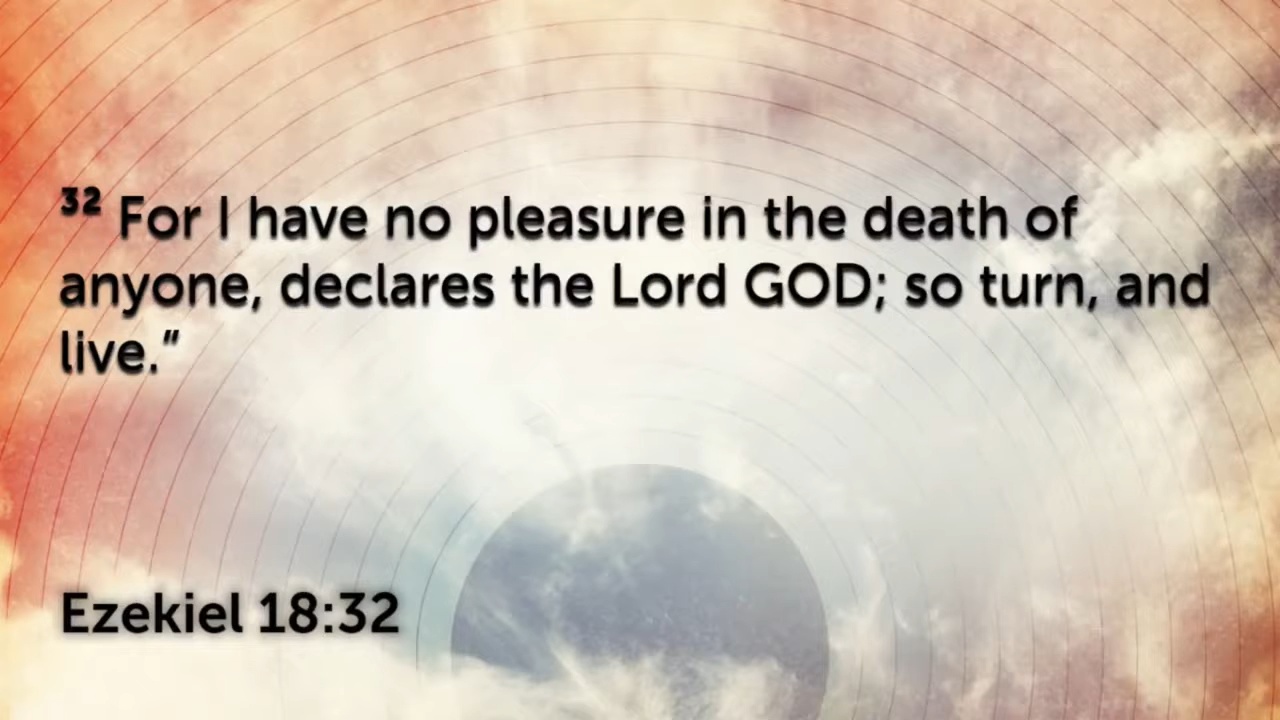 ³² For I have no pleasure in the death of
anyone, declares the Lord GOD; so turn, and
live.”
Ezekiel 18:32